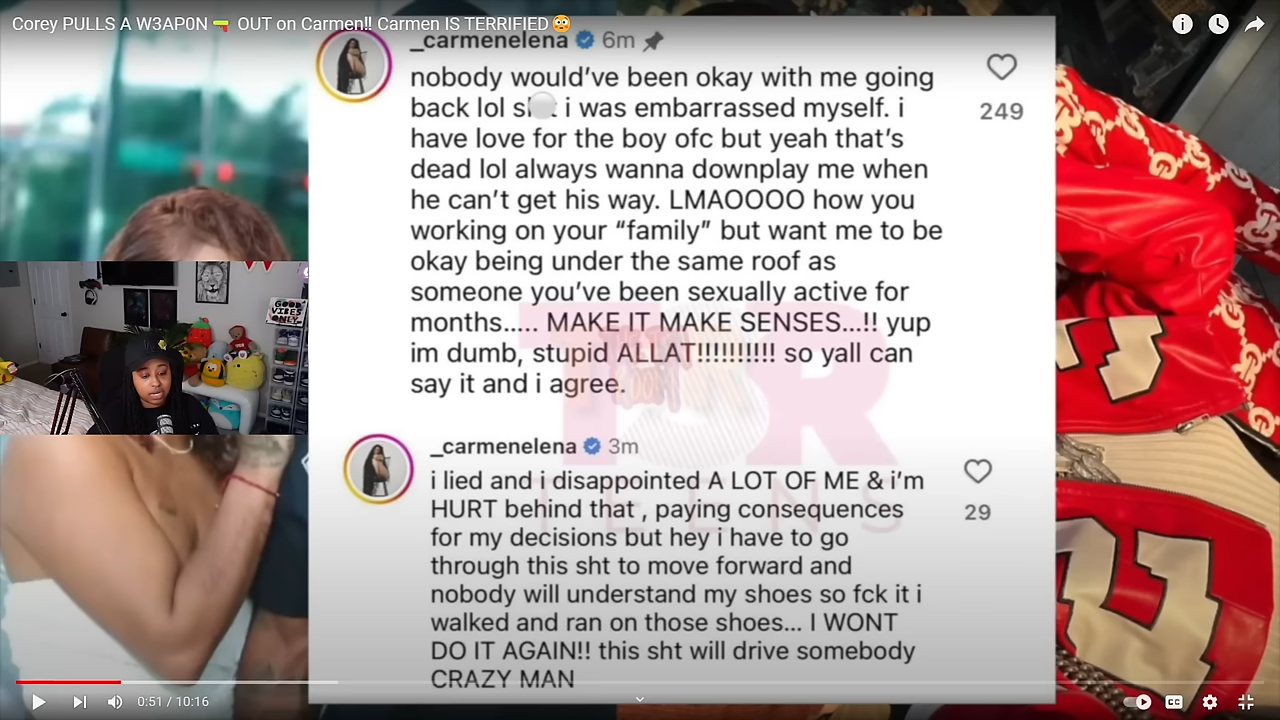 Corey PULLS A W3AP0N 🔫 OUT on Carmen!! Carmen IS TERRIFIED😳
_carmenelena 6m
nobody would've been okay with me going
back lol i was embarrassed myself. i
have love for the boy ofc but yeah that's
dead lol always wanna downplay me when
he can't get his way. LMAOOOO how you
working on your “family” but want me to be
okay being under the same roof as
someone you've been sexually active for
months..... MAKE IT MAKE SENSES...!! yup
im dumb, stupid ALLAT!!!!!!!!!! so yall can
say it and i agree.
249
_carmenelena 3m
i lied and i disappointed A LOT OF ME & i'm
HURT behind that , paying consequences
for my decisions but hey i have to go
through this sht to move forward and
nobody will understand my shoes so fck it i
walked and ran on those shoes... I WONT
DO IT AGAIN!! this sht will drive somebody
CRAZY MAN
29
TSR
TEENS
GOOD
VIBES
ONLY
0:51 / 10:16
CC